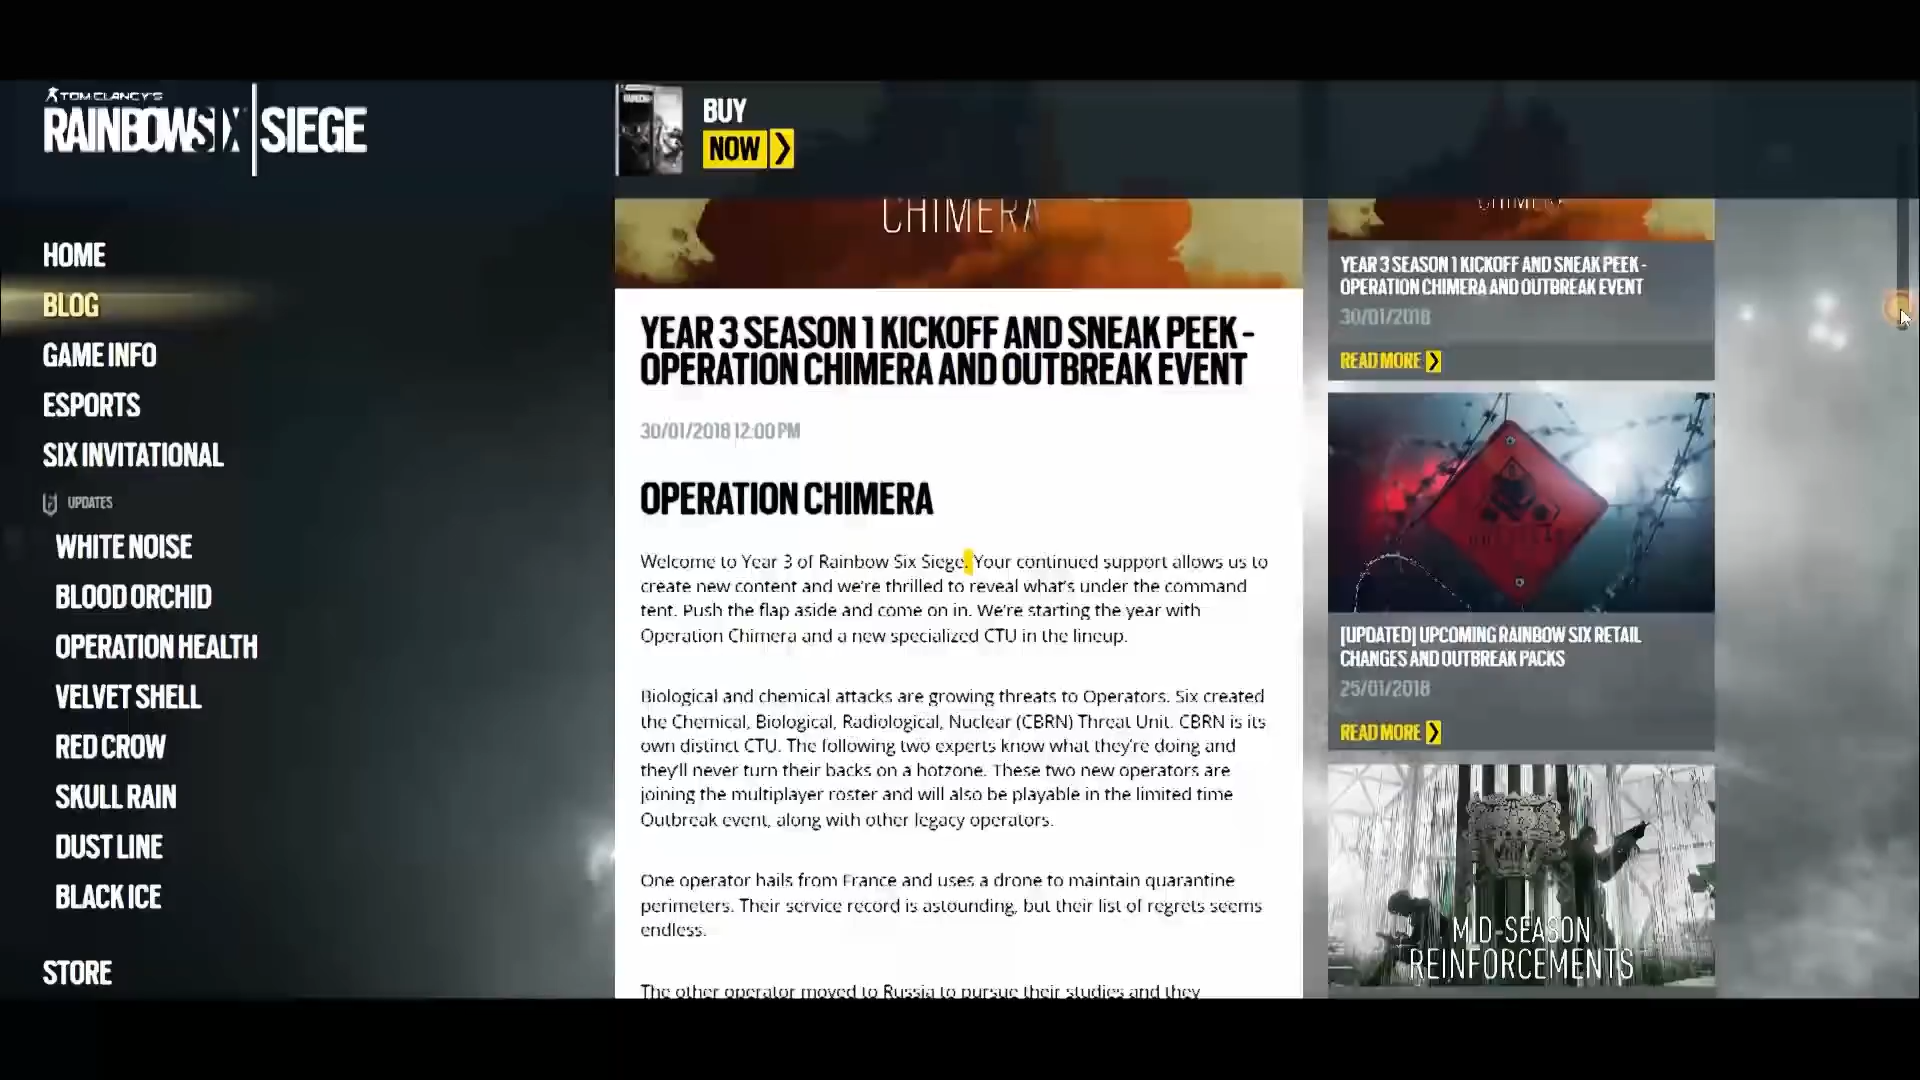 TOM CLANCY'S
RAINBOW SIX | SIEGE
BUY
NOW
HOME
BLOG
GAME INFO
ESPORTS
SIX INVITATIONAL
UPDATES
WHITE NOISE
BLOOD ORCHID
OPERATION HEALTH
VELVET SHELL
RED CROW
SKULL RAIN
DUST LINE
BLACK ICE
STORE
CHIMERA
YEAR 3 SEASON 1 KICKOFF AND SNEAK PEEK -
OPERATION CHIMERA AND OUTBREAK EVENT
30/01/2018 12:00 PM
OPERATION CHIMERA
Welcome to Year 3 of Rainbow Six Siege. Your continued support allows us to
create new content and we're thrilled to reveal what's under the command
tent. Push the flap aside and come on in. We're starting the year with
Operation Chimera and a new specialized CTU in the lineup.
Biological and chemical attacks are growing threats to Operators. Six created
the Chemical, Biological, Radiological, Nuclear (CBRN) Threat Unit. CBRN is its
own distinct CTU. The following two experts know what they're doing and
they'll never turn their backs on a hotzone. These two new operators are
joining the multiplayer roster and will also be playable in the limited time
Outbreak event, along with other legacy operators.
One operator hails from France and uses a drone to maintain quarantine
perimeters. Their service record is astounding, but their list of regrets seems
endless.
The other operator moved to Russia to pursue their studies and they
CHIMERA
YEAR 3 SEASON 1 KICKOFF AND SNEAK PEEK -
OPERATION CHIMERA AND OUTBREAK EVENT
30/01/2018
READ MORE
[UPDATED] UPCOMING RAINBOW SIX RETAIL
CHANGES AND OUTBREAK PACKS
25/01/2018
READ MORE
MID-SEASON
REINFORCEMENTS